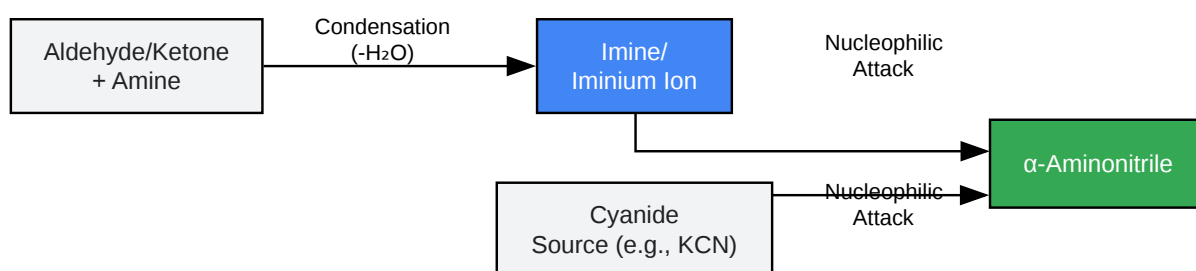 Aldehyde/Ketone
+ Amine
Condensation
(-H₂O)
Imine/
Iminium Ion
Nucleophilic
Attack
α-Aminonitrile
Cyanide
Source (e.g., KCN)
Nucleophilic
Attack